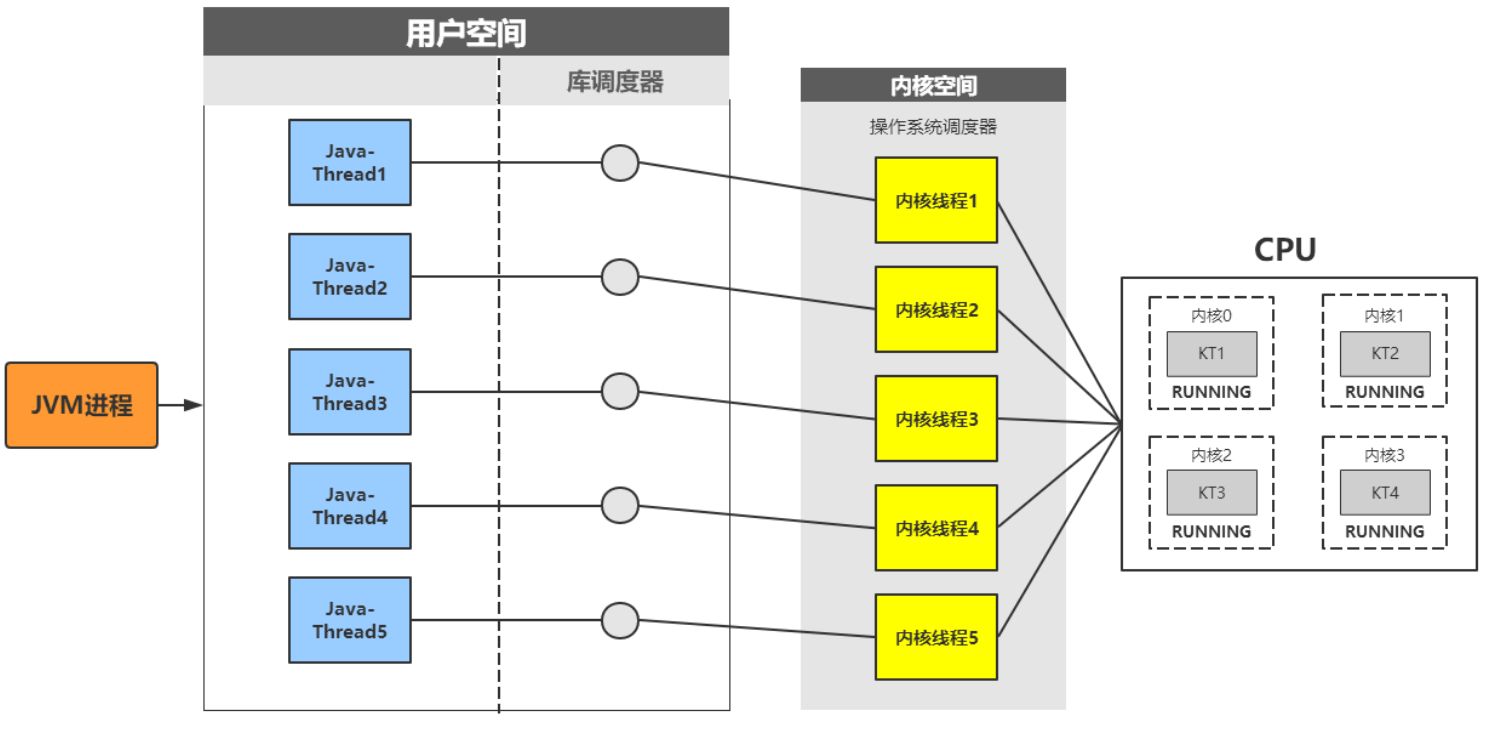 用户空间
库调度器
Java-
Thread1
Java-
Thread2
Java-
Thread3
Java-
Thread4
Java-
Thread5
JVM进程
内核空间
操作系统调度器
内核线程1
内核线程2
内核线程3
内核线程4
内核线程5
CPU
内核0
KT1
RUNNING
内核1
KT2
RUNNING
内核2
KT3
RUNNING
内核3
KT4
RUNNING